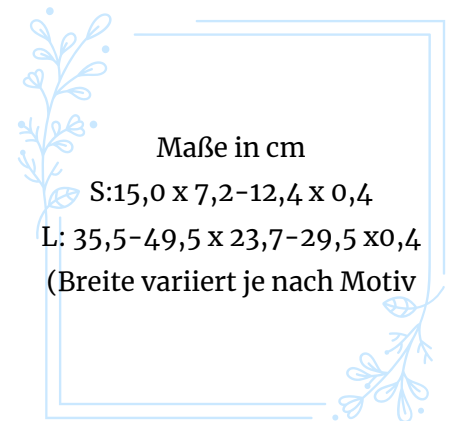 Maße in cm
S:15,0 x 7,2-12,4 x 0,4
L: 35,5-49,5 x 23,7-29,5 x0,4
(Breite variiert je nach Motiv